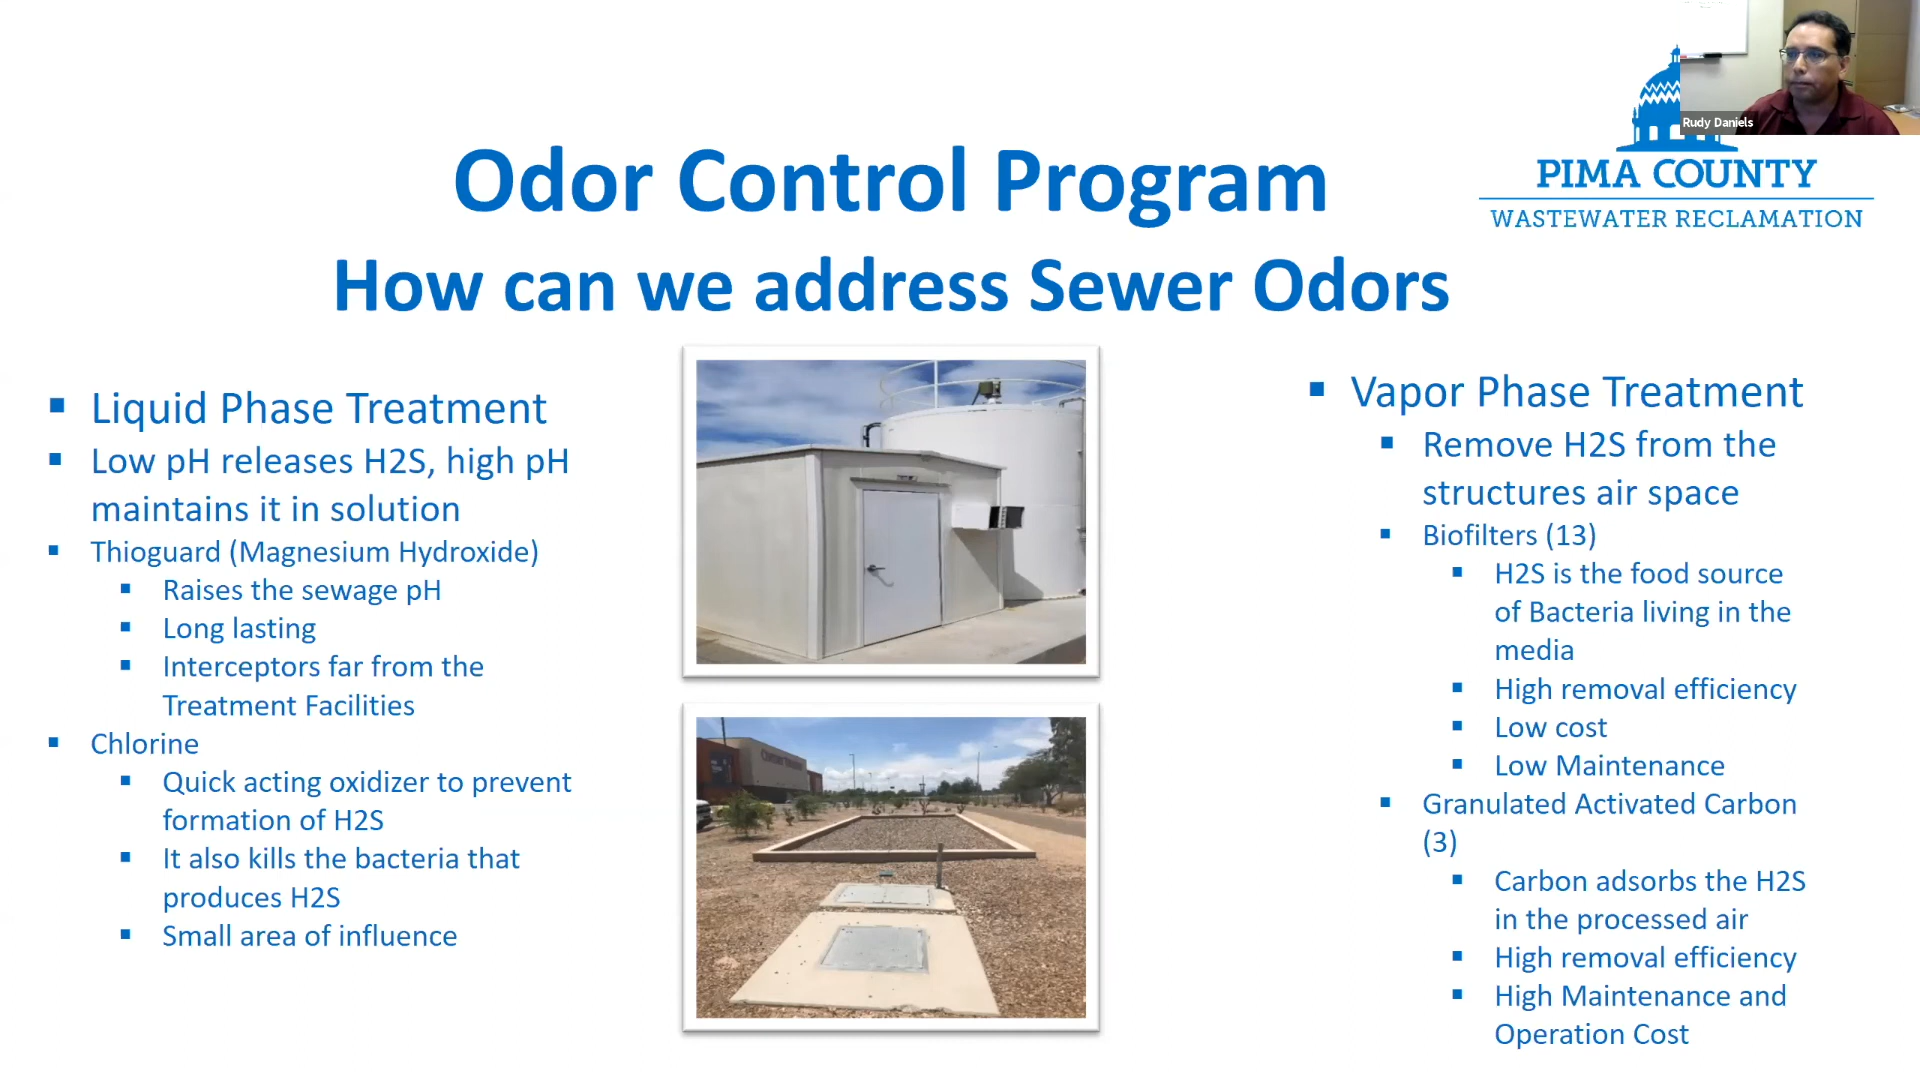 Rudy Daniels
PIMA COUNTY
WASTEWATER RECLAMATION
Odor Control Program
How can we address Sewer Odors
▪ Liquid Phase Treatment
▪ Low pH releases H2S, high pH
maintains it in solution
▪ Thioguard (Magnesium Hydroxide)
▪ Raises the sewage pH
▪ Long lasting
▪ Interceptors far from the
Treatment Facilities
▪ Chlorine
▪ Quick acting oxidizer to prevent
formation of H2S
▪ It also kills the bacteria that
produces H2S
▪ Small area of influence
▪ Vapor Phase Treatment
▪ Remove H2S from the
structures air space
▪ Biofilters (13)
▪ H2S is the food source
of Bacteria living in the
media
▪ High removal efficiency
▪ Low cost
▪ Low Maintenance
▪ Granulated Activated Carbon
(3)
▪ Carbon adsorbs the H2S
in the processed air
▪ High removal efficiency
▪ High Maintenance and
Operation Cost